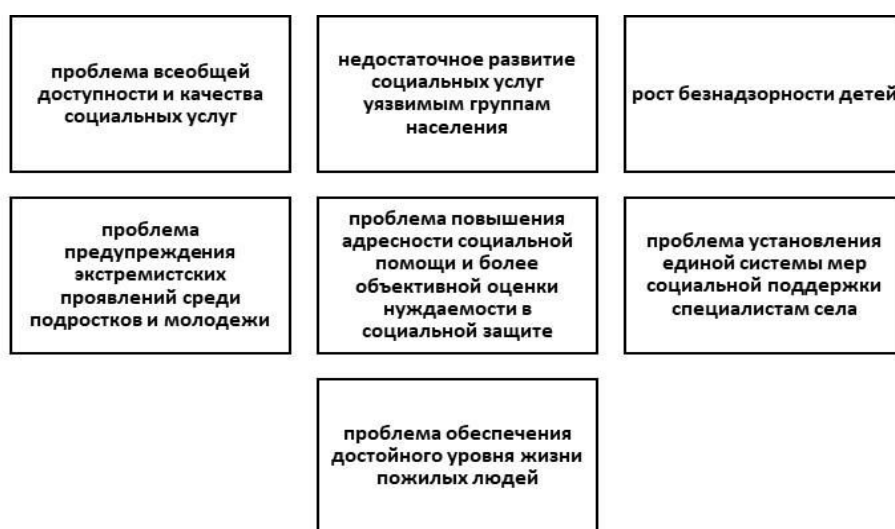 проблема всеобщей
доступности и качества
социальных услуг
недостаточное развитие
социальных услуг
уязвимым группам
населения
рост безнадзорности детей
проблема
предупреждения
экстремистских
проявлений среди
подростков и молодежи
проблема повышения
адресности социальной
помощи и более
объективной оценки
нуждаемости в
социальной защите
проблема установления
единой системы мер
социальной поддержки
специалистам села
проблема обеспечения
достойного уровня жизни
пожилых людей